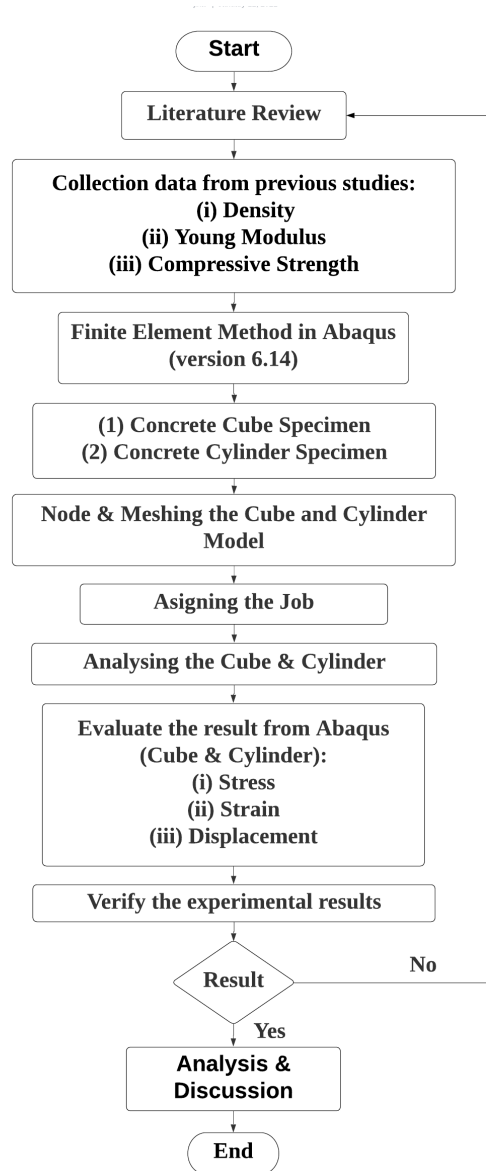 Start
Literature Review
Collection data from previous studies:
(i) Density
(ii) Young Modulus
(iii) Compressive Strength
Finite Element Method in Abaqus
(version 6.14)
(1) Concrete Cube Specimen
(2) Concrete Cylinder Specimen
Node & Meshing the Cube and Cylinder
Model
Asigning the Job
Analysing the Cube & Cylinder
Evaluate the result from Abaqus
(Cube & Cylinder):
(i) Stress
(ii) Strain
(iii) Displacement
Verify the experimental results
Result
No
Yes
Analysis &
Discussion
End